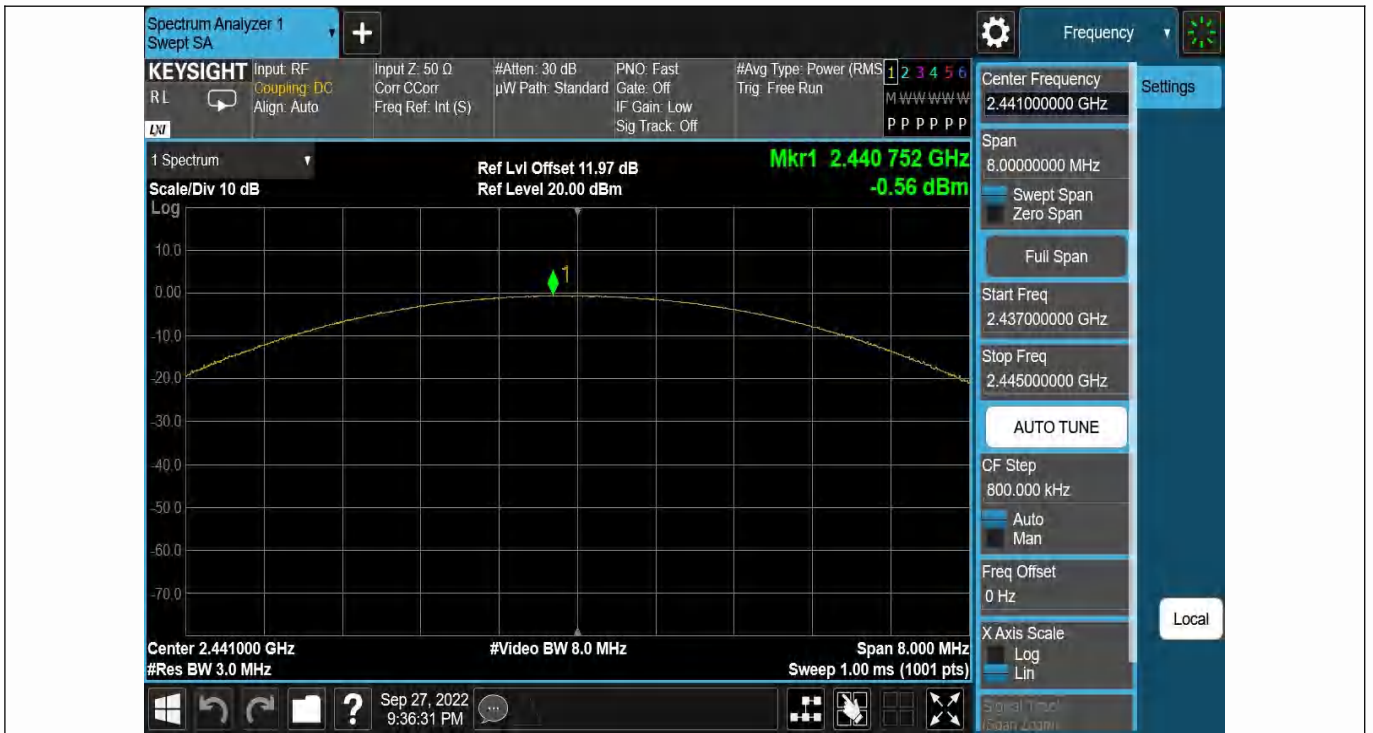 Spectrum Analyzer 1
Swept SA
+
Frequency
KEYSIGHT
RL
LXI
Input: RF
Coupling: DC
Align: Auto
Input Z: 50 Ω
Corr CCorr
Freq Ref: Int (S)
#Atten: 30 dB
µW Path: Standard
PNO: Fast
Gate: Off
IF Gain: Low
Sig Track: Off
#Avg Type: Power (RMS
Trig: Free Run
1 2 3 4 5 6
M W W W W W
P P P P P P
1 Spectrum
Scale/Div 10 dB
Log
Ref Lvl Offset 11.97 dB
Ref Level 20.00 dBm
Mkr1 2.440 752 GHz
-0.56 dBm
1
10.0
0.00
-10.0
-20.0
-30.0
-40.0
-50.0
-60.0
-70.0
Center 2.441000 GHz
#Res BW 3.0 MHz
#Video BW 8.0 MHz
Span 8.000 MHz
Sweep 1.00 ms (1001 pts)
Center Frequency
2.441000000 GHz
Settings
Span
8.00000000 MHz
Swept Span
Zero Span
Full Span
Start Freq
2.437000000 GHz
Stop Freq
2.445000000 GHz
AUTO TUNE
CF Step
800.000 kHz
Auto
Man
Freq Offset
0 Hz
X Axis Scale
Log
Lin
Local
Signal Track
(Span Zoom)
?
Sep 27, 2022
9:36:31 PM